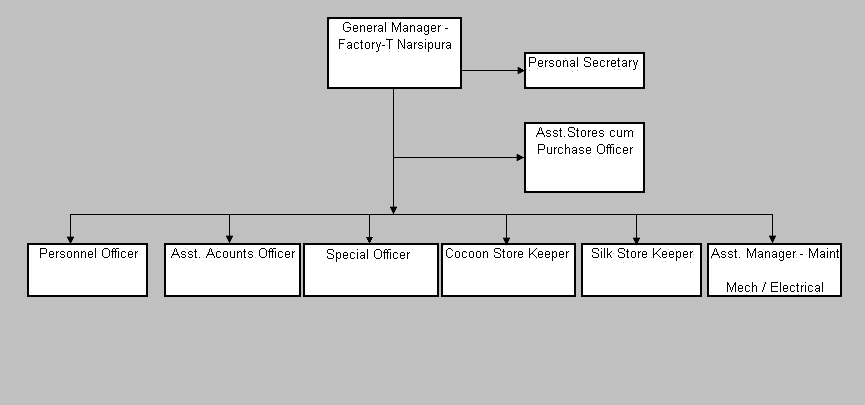 General Manager -
Factory-T Narsipura
Personal Secretary
Asst.Stores cum
Purchase Officer
Personnel Officer
Asst. Acounts Officer
Special Officer
Cocoon Store Keeper
Silk Store Keeper
Asst. Manager - Maint
Mech / Electrical